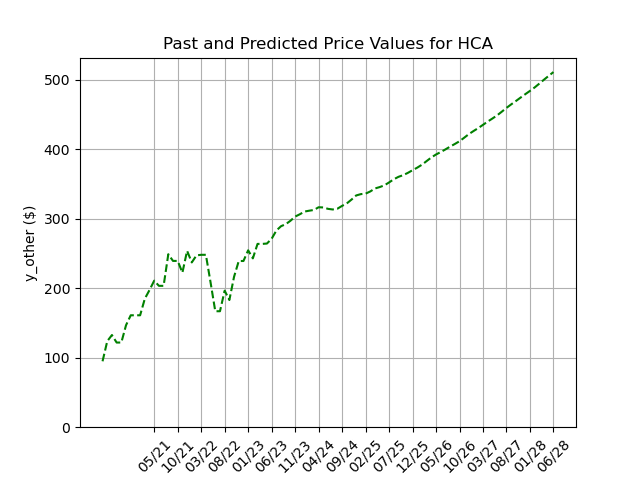 Past and Predicted Price Values for HCA
y_other ($)
500
400
300
200
100
0
05/21 10/21 03/22 08/22 01/23 06/23 11/23 04/24 09/24 02/25 07/25 12/25 05/26 10/26 03/27 08/27 01/28 06/28